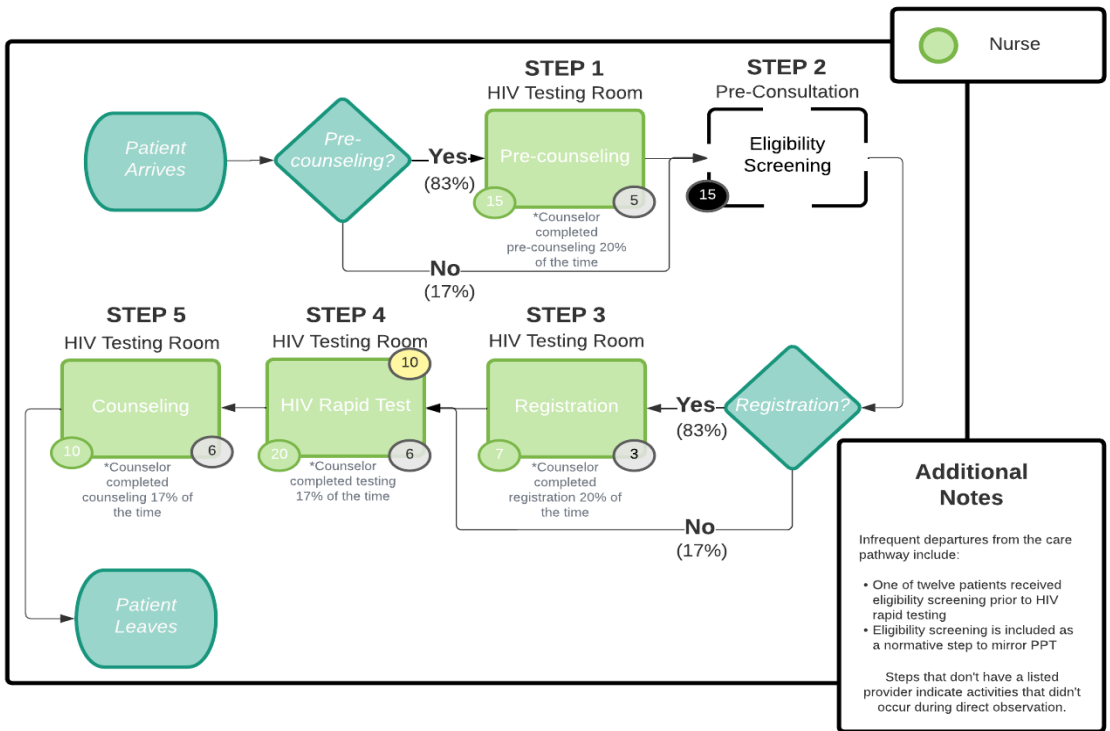 Nurse
STEP 1
HIV Testing Room
STEP 2
Pre-Consultation
Patient
Arrives
Pre-
counseling?
Yes
(83%)
Pre-counseling
15
5
*Counselor
completed
pre-counseling 20%
of the time
Eligibility
Screening
15
No
(17%)
STEP 5
HIV Testing Room
STEP 4
HIV Testing Room
STEP 3
HIV Testing Room
Counseling
10
6
*Counselor
completed
counseling 17% of
the time
10
HIV Rapid Test
20
6
*Counselor
completed testing
17% of the time
Registration
7
3
*Counselor
completed
registration 20% of
the time
Yes
(83%)
Registration?
No
(17%)
Patient
Leaves
Additional
Notes
Infrequent departures from the care
pathway include:
• One of twelve patients received
eligibility screening prior to HIV
rapid testing
• Eligibility screening is included as
a normative step to mirror PPT
Steps that don't have a listed
provider indicate activities that didn't
occur during direct observation.